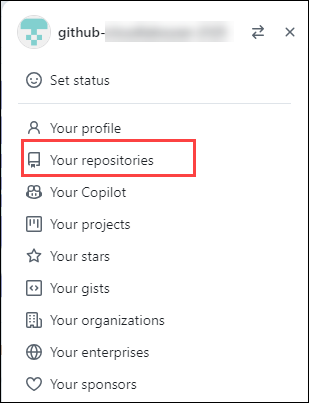 github-
Set status
Your profile
Your repositories
Your Copilot
Your projects
Your stars
Your gists
Your organizations
Your enterprises
Your sponsors